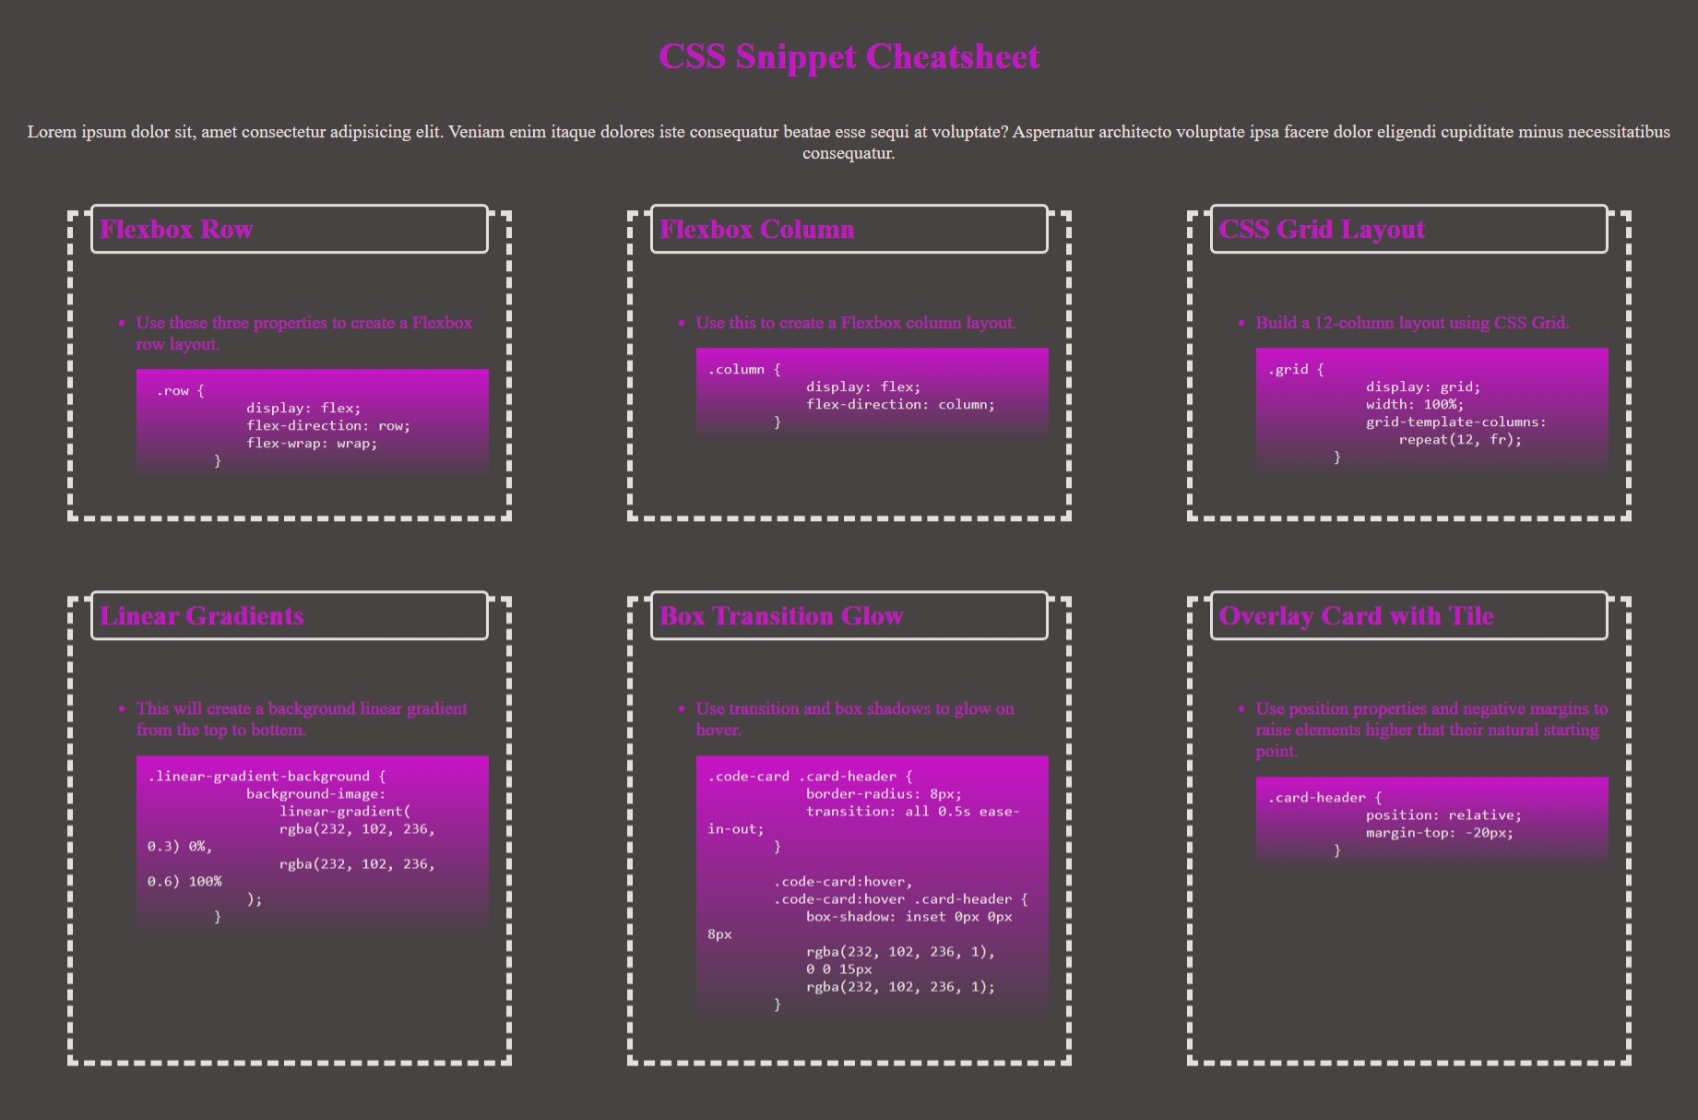 CSS Snippet Cheatsheet
Lorem ipsum dolor sit, amet consectetur adipisicing elit. Veniam enim itaque dolores iste consequatur beatae esse sequi at voluptate? Aspernatur architecto voluptate ipsa facere dolor eligendi cupiditate minus necessitatibus
consequatur.
Flexbox Row
Use these three properties to create a Flexbox
row layout.
.row {
display: flex;
flex-direction: row;
flex-wrap: wrap;
}
Flexbox Column
Use this to create a Flexbox column layout.
.column {
display: flex;
flex-direction: column;
}
CSS Grid Layout
Build a 12-column layout using CSS Grid.
.grid {
display: grid;
width: 100%;
grid-template-columns:
repeat(12, fr);
}
Linear Gradients
This will create a background linear gradient
from the top to bottem.
.linear-gradient-background {
background-image:
linear-gradient(
rgba(232, 102, 236,
0.3) 0%,
rgba(232, 102, 236,
0.6) 100%
);
}
Box Transition Glow
Use transition and box shadows to glow on
hover.
.code-card .card-header {
border-radius: 8px;
transition: all 0.5s ease-
in-out;
}
.code-card:hover,
.code-card:hover .card-header {
box-shadow: inset 0px 0px
8px
rgba(232, 102, 236, 1),
0 0 15px
rgba(232, 102, 236, 1);
}
Overlay Card with Tile
Use position properties and negative margins to
raise elements higher that their natural starting
point.
.card-header {
position: relative;
margin-top: -20px;
}